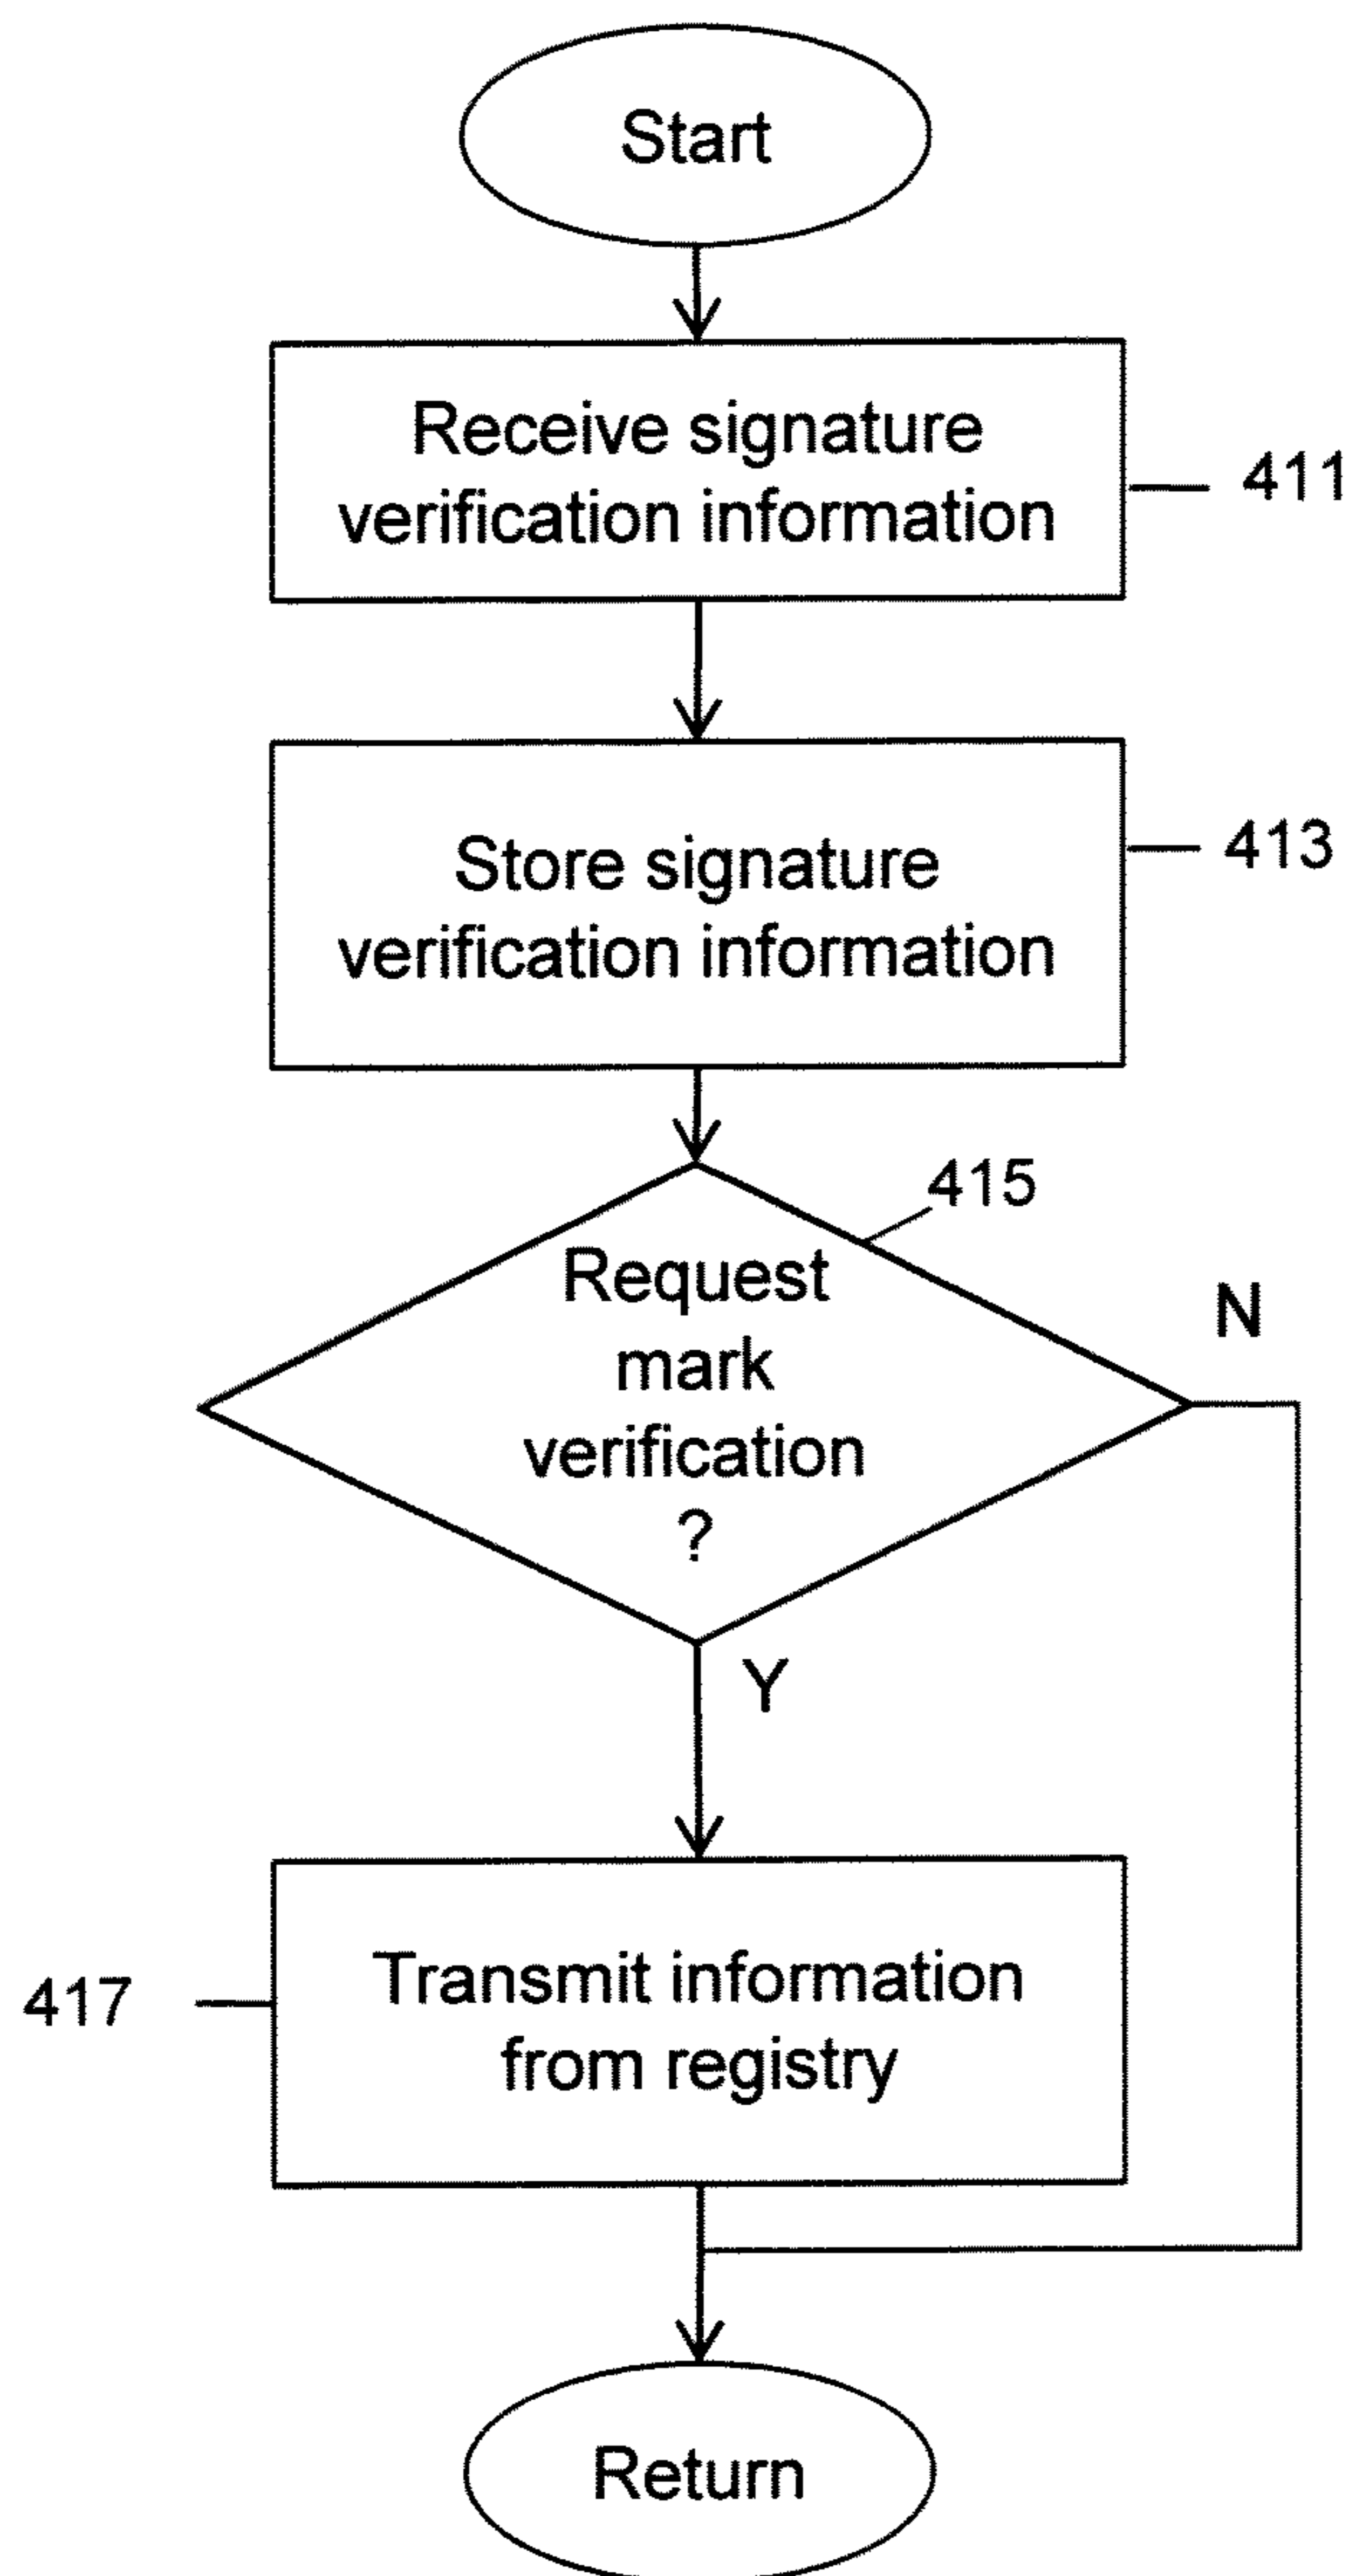 Start
Receive signature
verification information
411
Store signature
verification information
413
415
Request
mark
verification
?
N
Y
Transmit information
from registry
417
Return